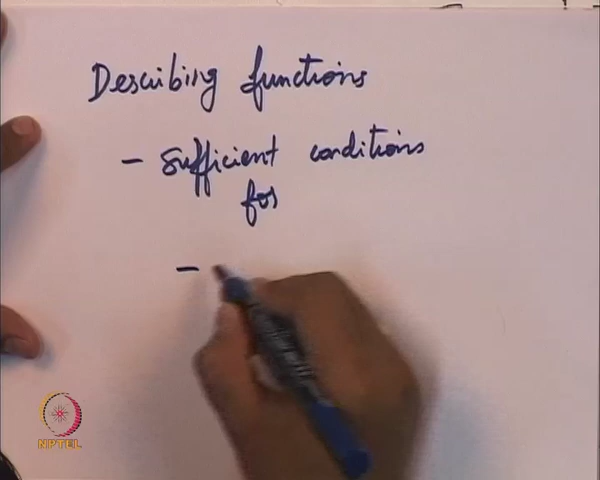 Describing functions
- Sufficient conditions
for
-
NPTEL